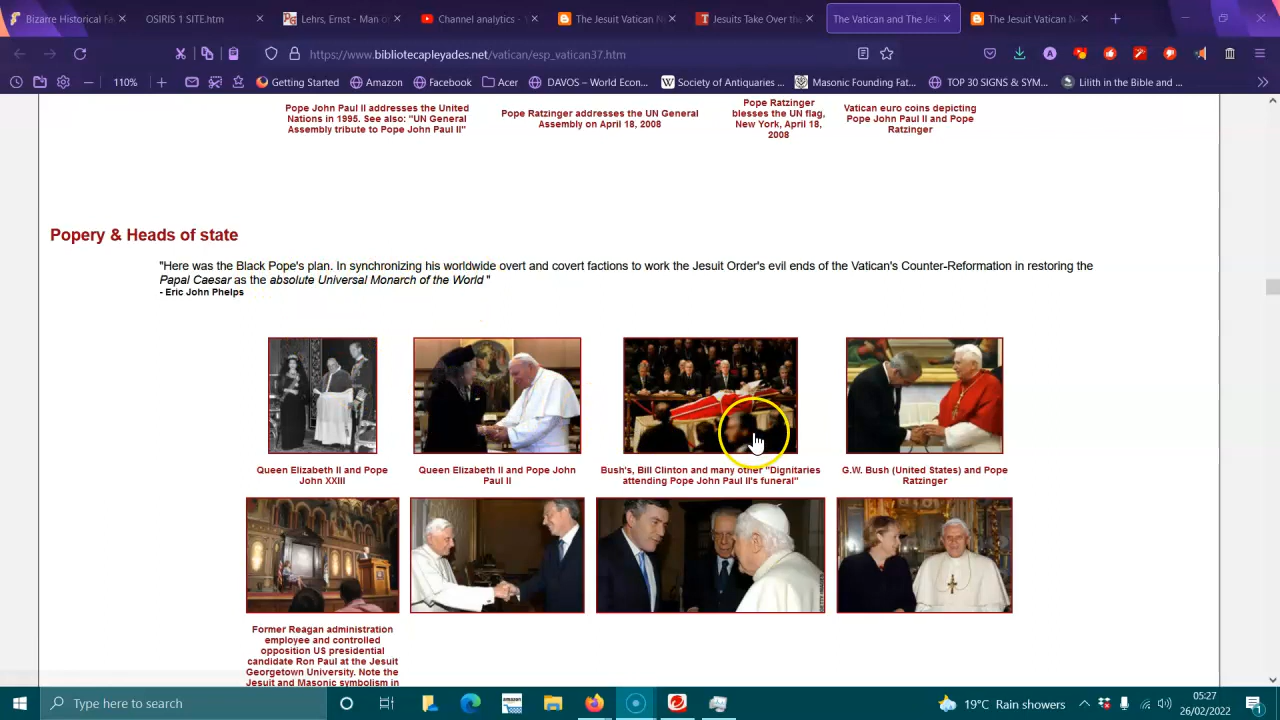 Bizarre Historical Fa
OSIRIS 1 SITE.htm
Lehrs, Ernst - Man o
Channel analytics -
The Jesuit Vatican N
Jesuits Take Over the
The Vatican and The Je
The Jesuit Vatican N
https://www.bibliotecapleyades.net/vatican/esp_vatican37.htm
110%
Getting Started
Amazon
Facebook
Acer
DAVOS – World Econ...
Society of Antiquaries ...
Masonic Founding Fat...
TOP 30 SIGNS & SYM...
Lilith in the Bible and ...
Pope John Paul II addresses the United
Nations in 1995. See also: "UN General
Assembly tribute to Pope John Paul II"
Pope Ratzinger addresses the UN General
Assembly on April 18, 2008
Pope Ratzinger
blesses the UN flag,
New York, April 18,
2008
Vatican euro coins depicting
Pope John Paul II and Pope
Ratzinger
Popery & Heads of state
"Here was the Black Pope's plan. In synchronizing his worldwide overt and covert factions to work the Jesuit Order's evil ends of the Vatican's Counter-Reformation in restoring the
Papal Caesar as the absolute Universal Monarch of the World "
- Eric John Phelps
Queen Elizabeth II and Pope
John XXIII
Queen Elizabeth II and Pope John
Paul II
Bush's, Bill Clinton and many other "Dignitaries
attending Pope John Paul II's funeral"
G.W. Bush (United States) and Pope
Ratzinger
Former Reagan administration
employee and controlled
opposition US presidential
candidate Ron Paul at the Jesuit
Georgetown University. Note the
Jesuit and Masonic symbolism in
Type here to search
19°C Rain showers
05:27
26/02/2022